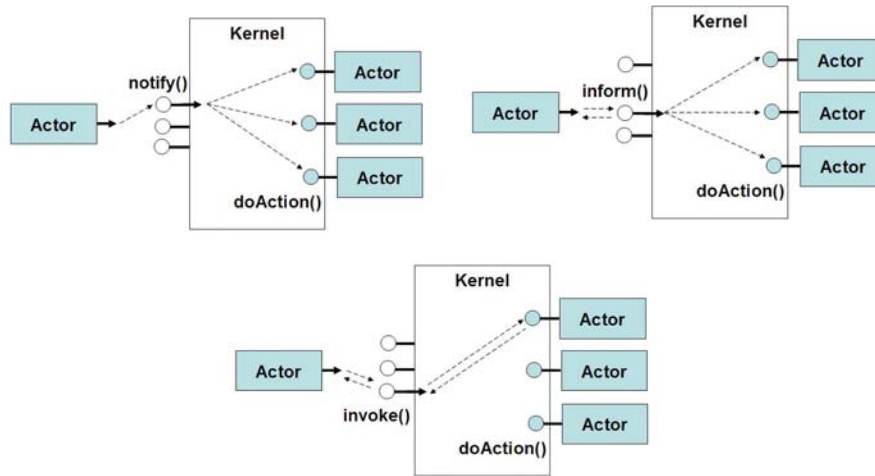 Kernel
notify()
Actor
Actor
Actor
Actor
doAction()
Kernel
inform()
Actor
Actor
Actor
Actor
doAction()
Kernel
Actor
Actor
Actor
Actor
invoke()
doAction()